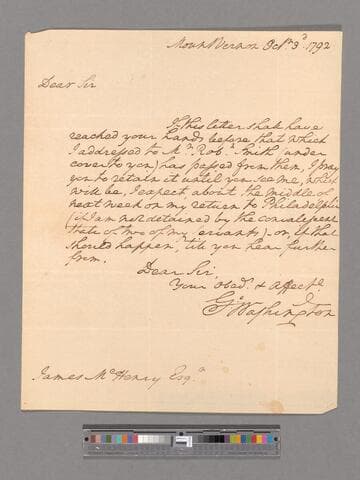 Mount Vernon Octr 3d 1792
Dear Sir
If this letter shall have
reached your hands before that which
I addressed to Mr Robt Smith (under
cover to you) has passed from them, I pray
you to retain it until you see me, which
will be, I expect about the middle of
next week on my return to Philadelphia
(if I am not detained by the convalescent
state of two of my servants), or, if that
should happen, 'till you hear further
from.
Dear Sir,
Your Obedt & Affecte
Go Washington
James McHenry Esqr